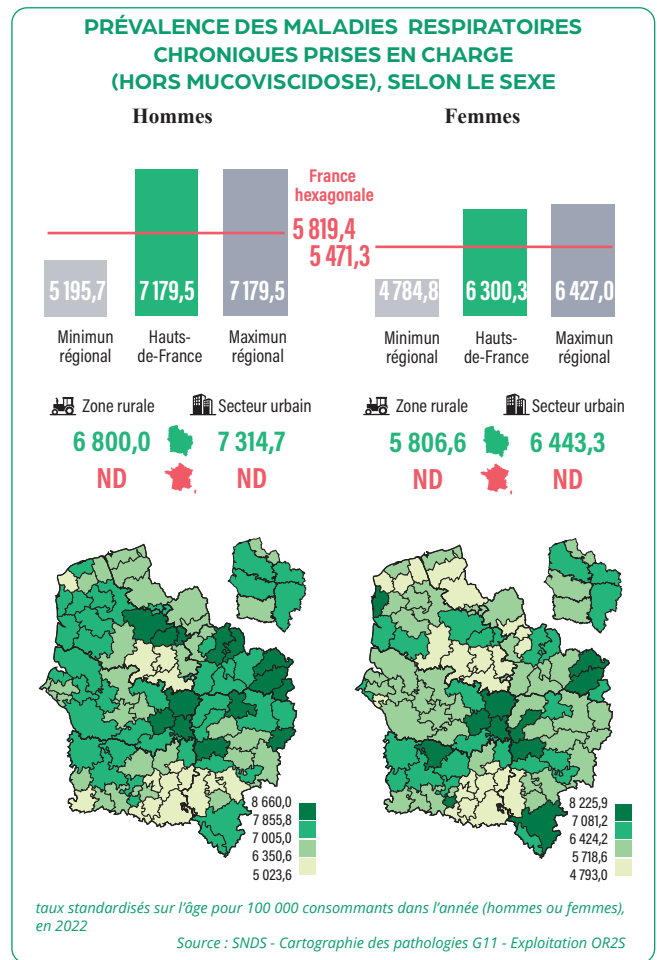 PRÉVALENCE DES MALADIES RESPIRATOIRES
CHRONIQUES PRISES EN CHARGE
(HORS MUCOVISCIDOSE), SELON LE SEXE
Hommes
Femmes
France
hexagonale
5 819,4
5 471,3
5 195,7
7 179,5
7 179,5
4 784,8
6 300,3
6 427,0
Minimun
régional
Hauts-
de-France
Maximun
régional
Minimun
régional
Hauts-
de-France
Maximun
régional
Zone rurale
Secteur urbain
Zone rurale
Secteur urbain
6 800,0
7 314,7
5 806,6
6 443,3
ND
ND
ND
ND
8 660,0
7 855,8
7 005,0
6 350,6
5 023,6
8 225,9
7 081,2
6 424,2
5 718,6
4 793,0
taux standardisés sur l'âge pour 100 000 consommants dans l'année (hommes ou femmes),
en 2022
Source : SNDS - Cartographie des pathologies G11 - Exploitation OR2S